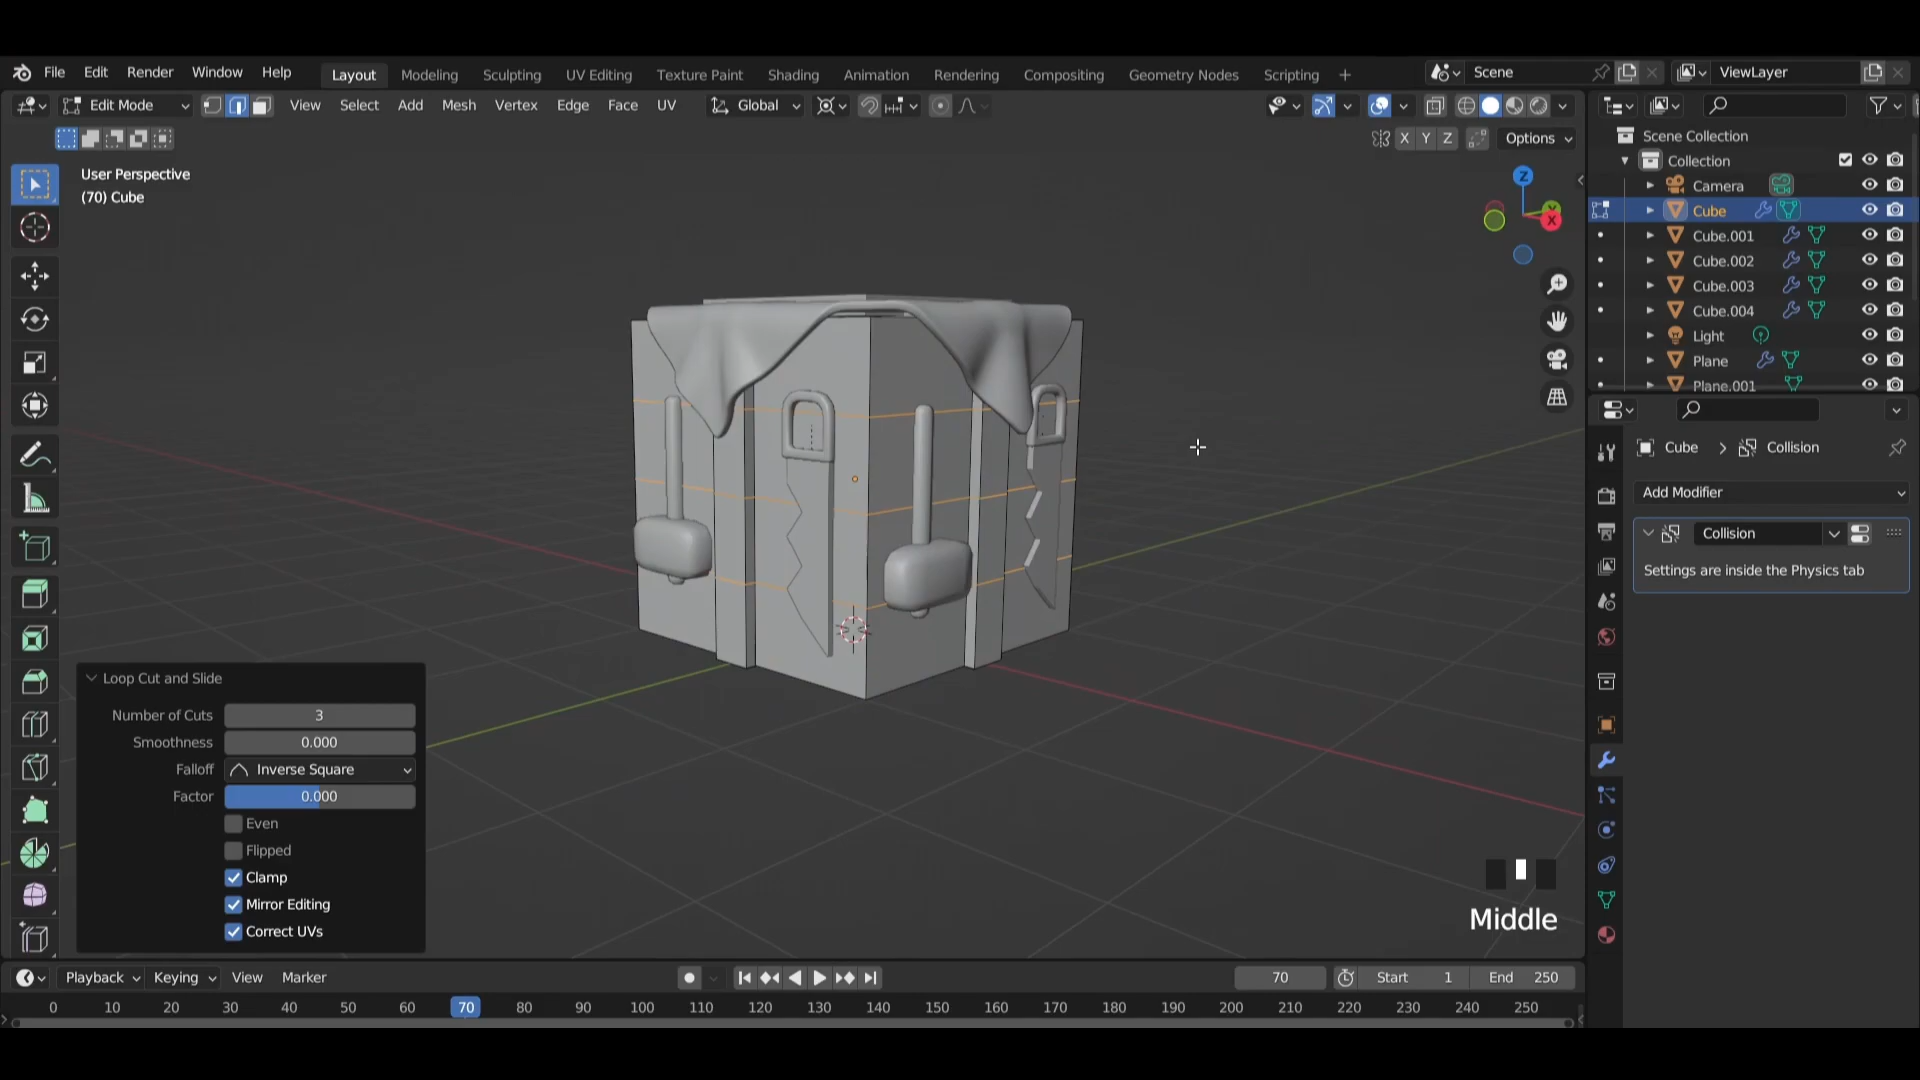 File Edit Render Window Help Layout Modeling Sculpting UV Editing Texture Paint Shading Animation Rendering Compositing Geometry Nodes Scripting + Scene ViewLayer
Edit Mode View Select Add Mesh Vertex Edge Face UV Global
X Y Z Options
User Perspective
(70) Cube
Z
Y
X
Scene Collection
Collection
Camera
Cube
Cube.001
Cube.002
Cube.003
Cube.004
Light
Plane
Plane.001
Cube > Collision
Add Modifier
Collision
Settings are inside the Physics tab
Loop Cut and Slide
Number of Cuts 3
Smoothness 0.000
Falloff Inverse Square
Factor 0.000
Even
Flipped
Clamp
Mirror Editing
Correct UVs
Middle
Playback Keying View Marker 70 Start 1 End 250
0 10 20 30 40 50 60 70 80 90 100 110 120 130 140 150 160 170 180 190 200 210 220 230 240 250